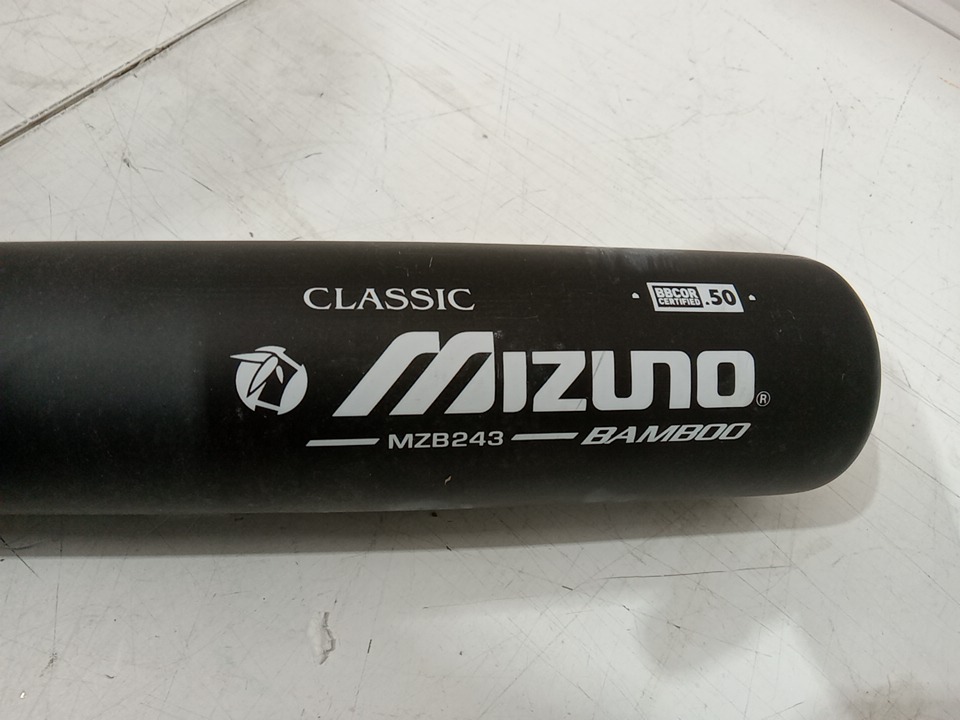 CLASSIC
BBCOR
CERTIFIED .50
MIZUNO ®
MZB243 BAMBOO